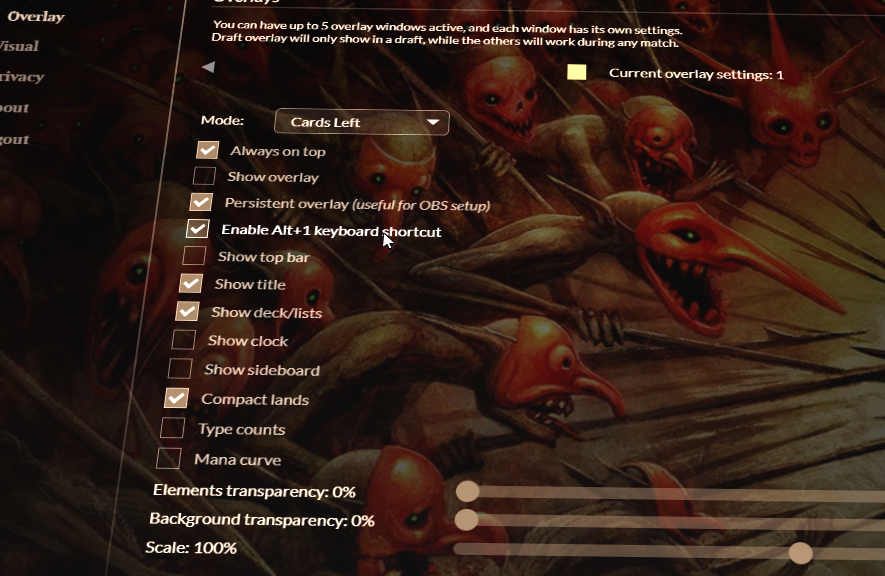 Overlays
Overlay
You can have up to 5 overlay windows active, and each window has its own settings.
Draft overlay will only show in a draft, while the others will work during any match.
Current overlay settings: 1
Mode:
Cards Left
Always on top
Show overlay
Persistent overlay (useful for OBS setup)
Enable Alt+1 keyboard shortcut
Show top bar
Show title
Show deck/lists
Show clock
Show sideboard
Compact lands
Type counts
Mana curve
Elements transparency: 0%
Background transparency: 0%
Scale: 100%